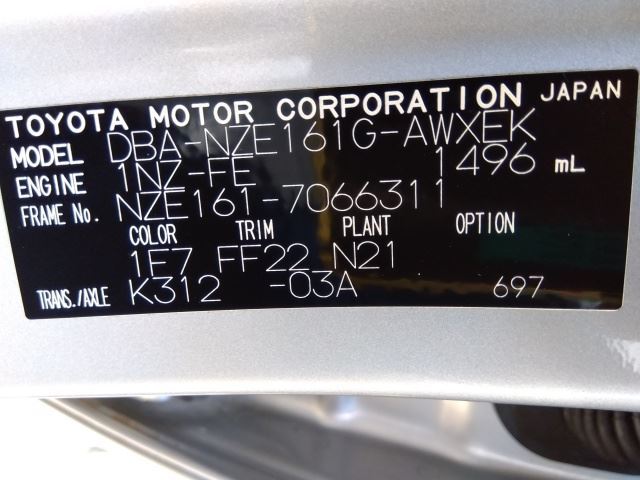 TOYOTA MOTOR CORPORATION JAPAN
MODEL DBA-NZE161G-AWXEK
ENGINE 1NZ-FE 1496 mL
FRAME No. NZE161-7066311
COLOR TRIM PLANT OPTION
1E7 FF22 N21
TRANS./AXLE K312 -03A 697